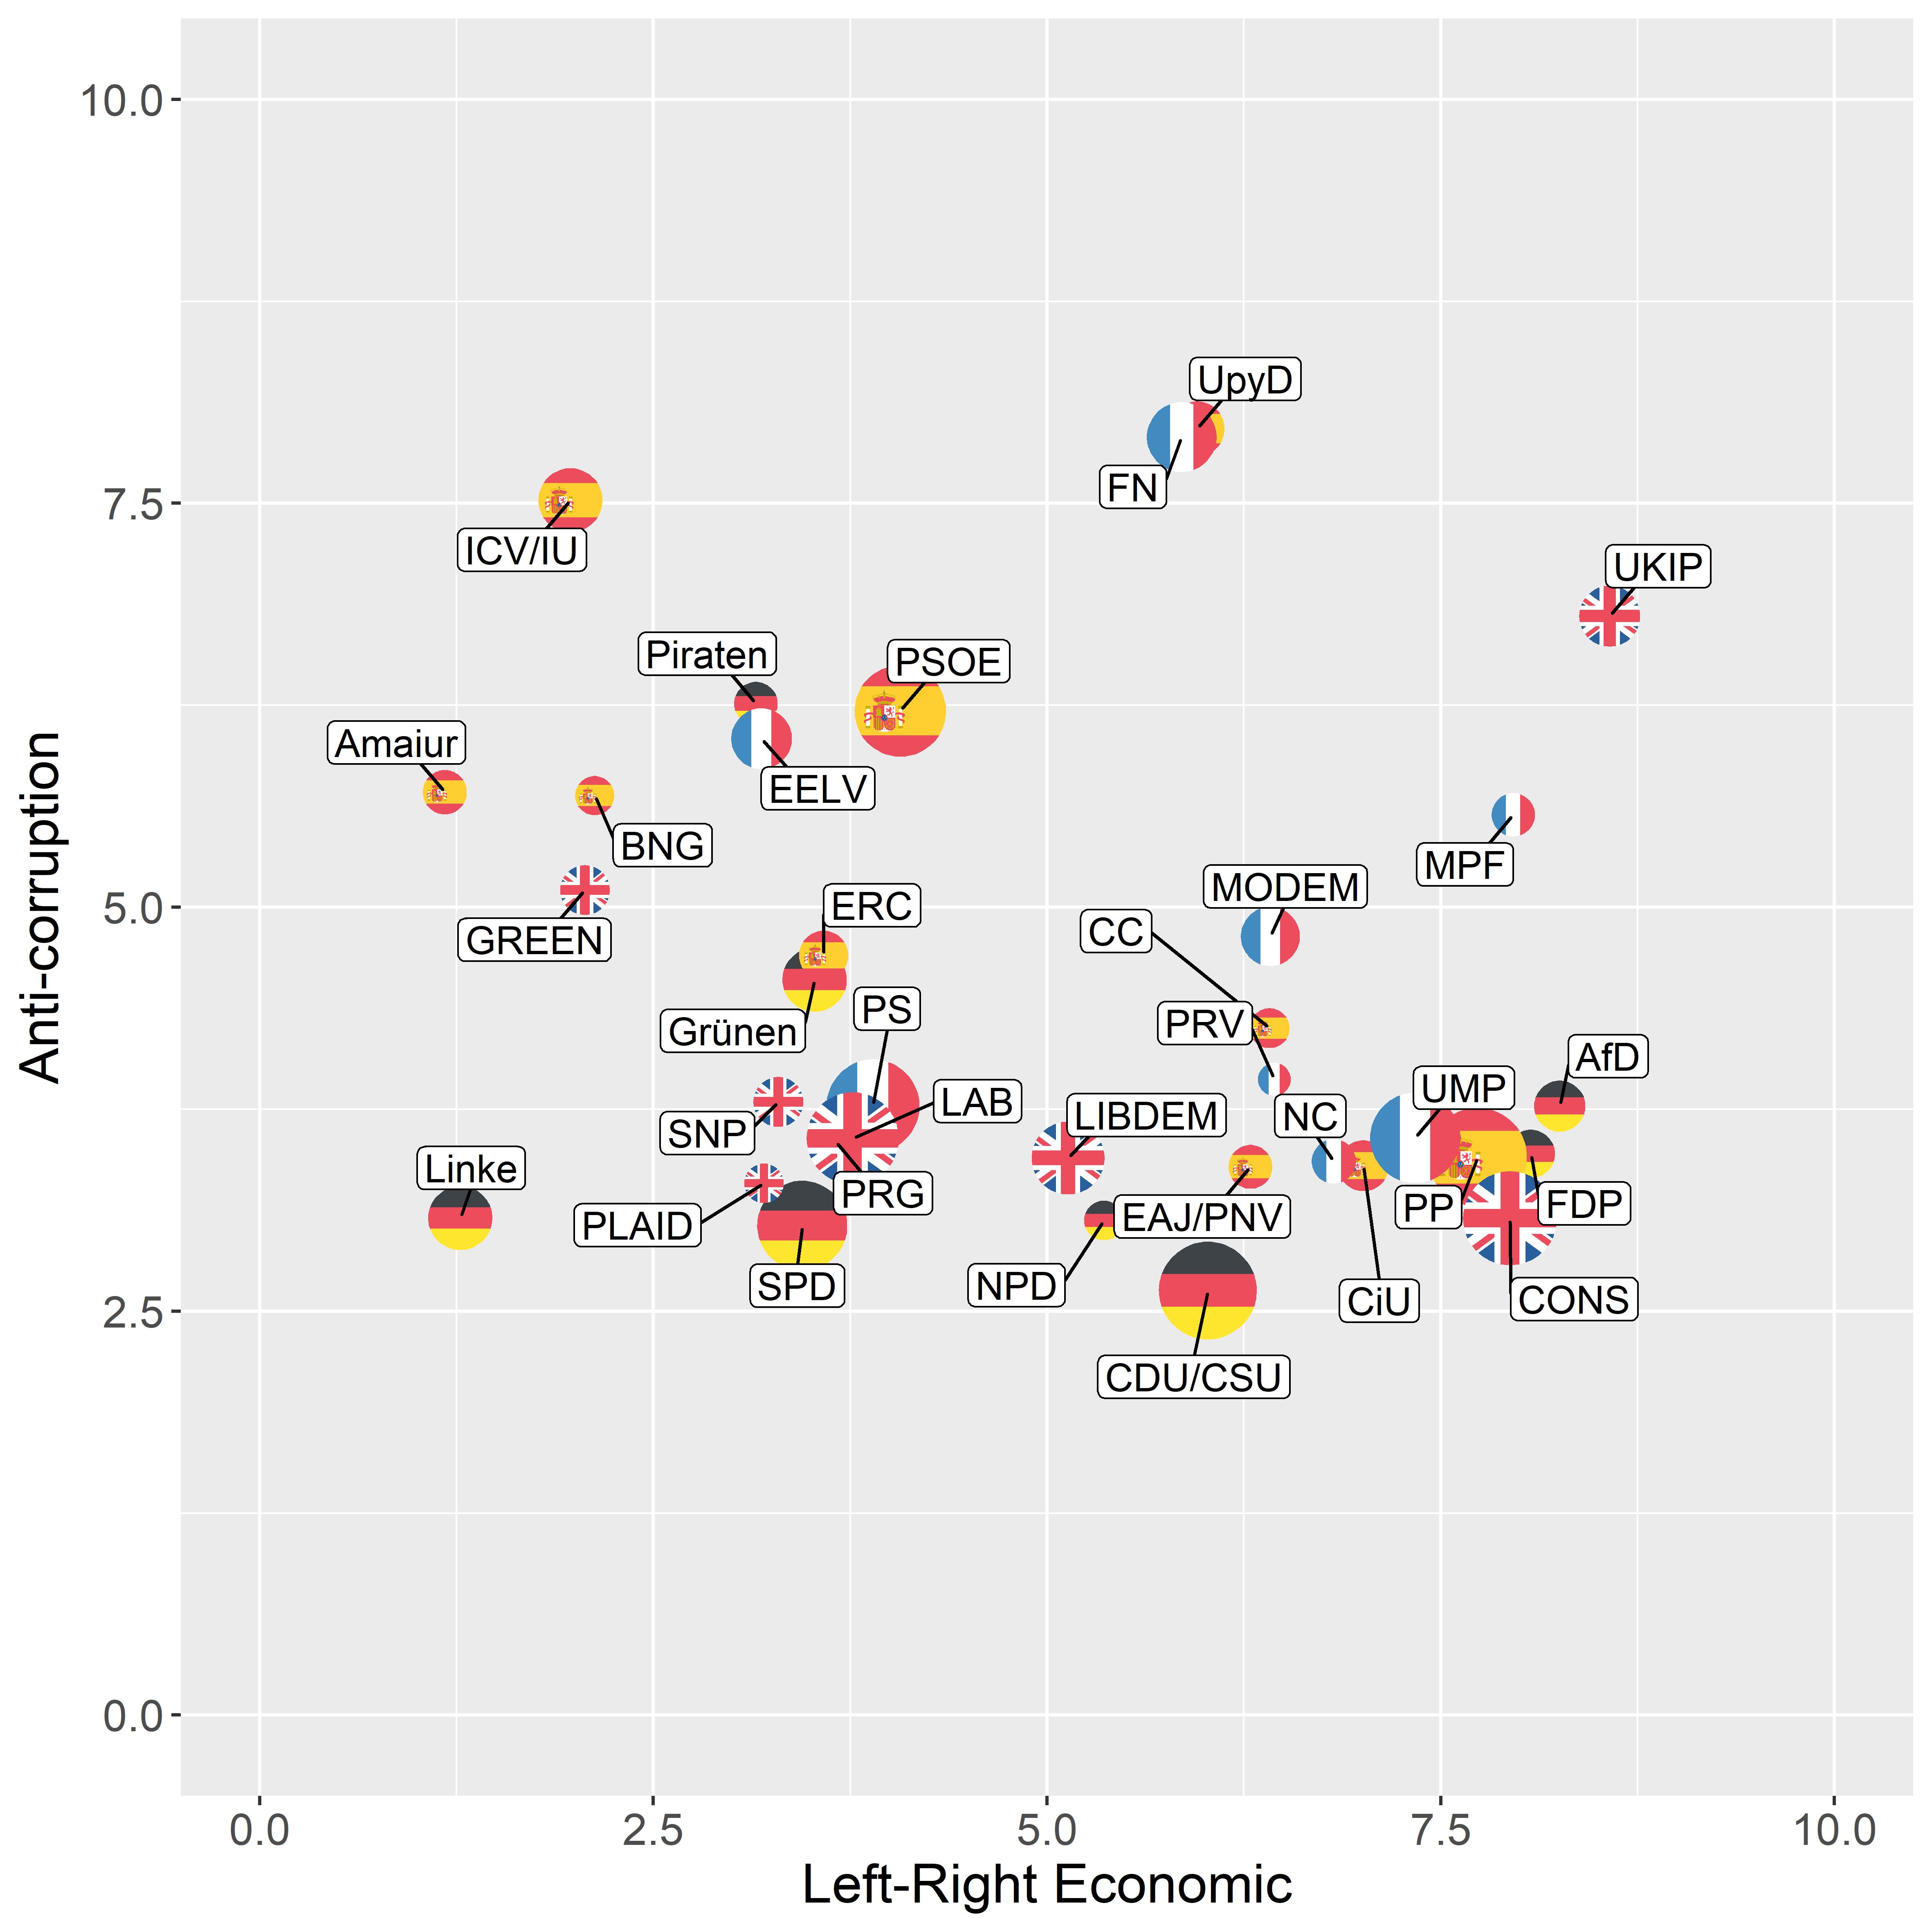 10.0
7.5
5.0
2.5
0.0
Anti-corruption
UpyD
FN
ICV/IU
UKIP
Piraten
PSOE
Amaiur
EELV
BNG
MPF
MODEM
ERC
CC
GREEN
PS
PRV
Grünen
AfD
UMP
LAB
NC
LIBDEM
SNP
Linke
PRG
PP
FDP
EAJ/PNV
PLAID
SPD
NPD
CiU
CONS
CDU/CSU
0.0 2.5 5.0 7.5 10.0
Left-Right Economic